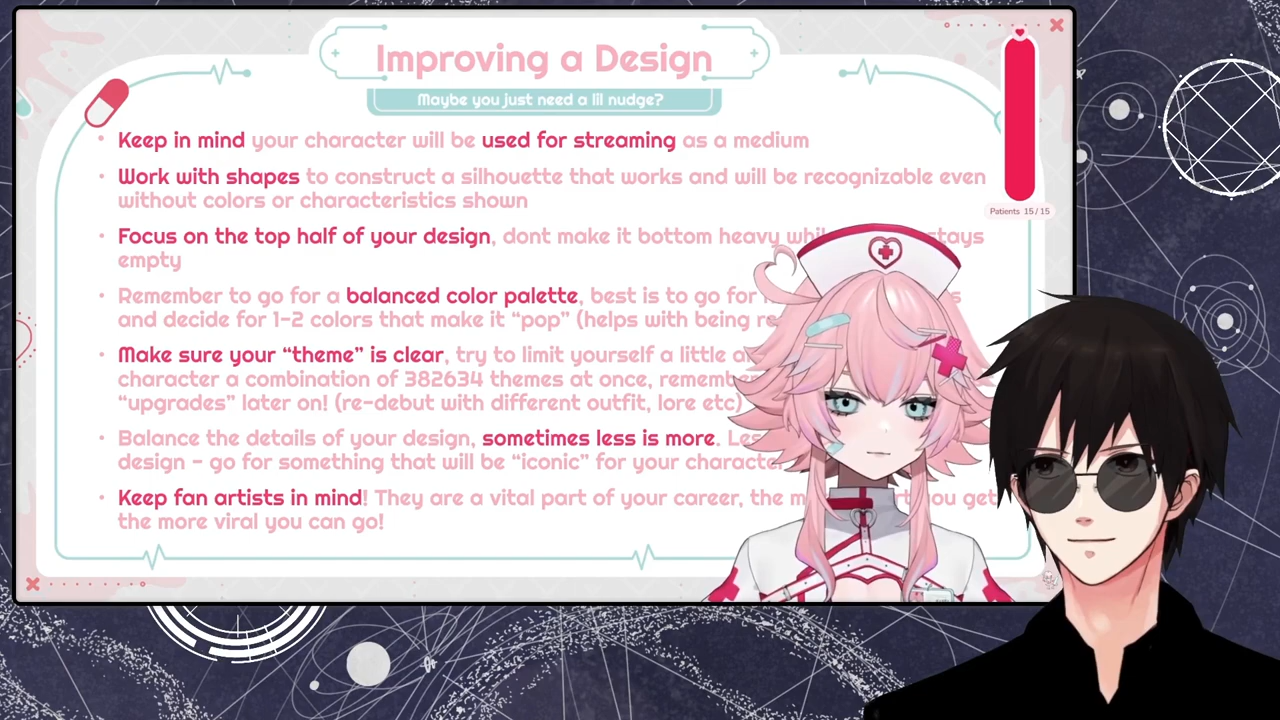 Improving a Design
Maybe you just need a lil nudge?
Patients 15/15
• Keep in mind your character will be used for streaming as a medium
• Work with shapes to construct a silhouette that works and will be recognizable even
without colors or characteristics shown
• Focus on the top half of your design, dont make it bottom heavy stays
empty
• Remember to go for a balanced color palette, best is to go for
and decide for 1-2 colors that make it “pop” (helps with being
• Make sure your “theme” is clear, try to limit yourself a little
character a combination of 382634 themes at once,
“upgrades” later on! (re-debut with different outfit, lore etc)
• Balance the details of your design, sometimes less is more.
design - go for something that will be “iconic” for your
• Keep fan artists in mind! They are a vital part of your career, the you get
the more viral you can go!